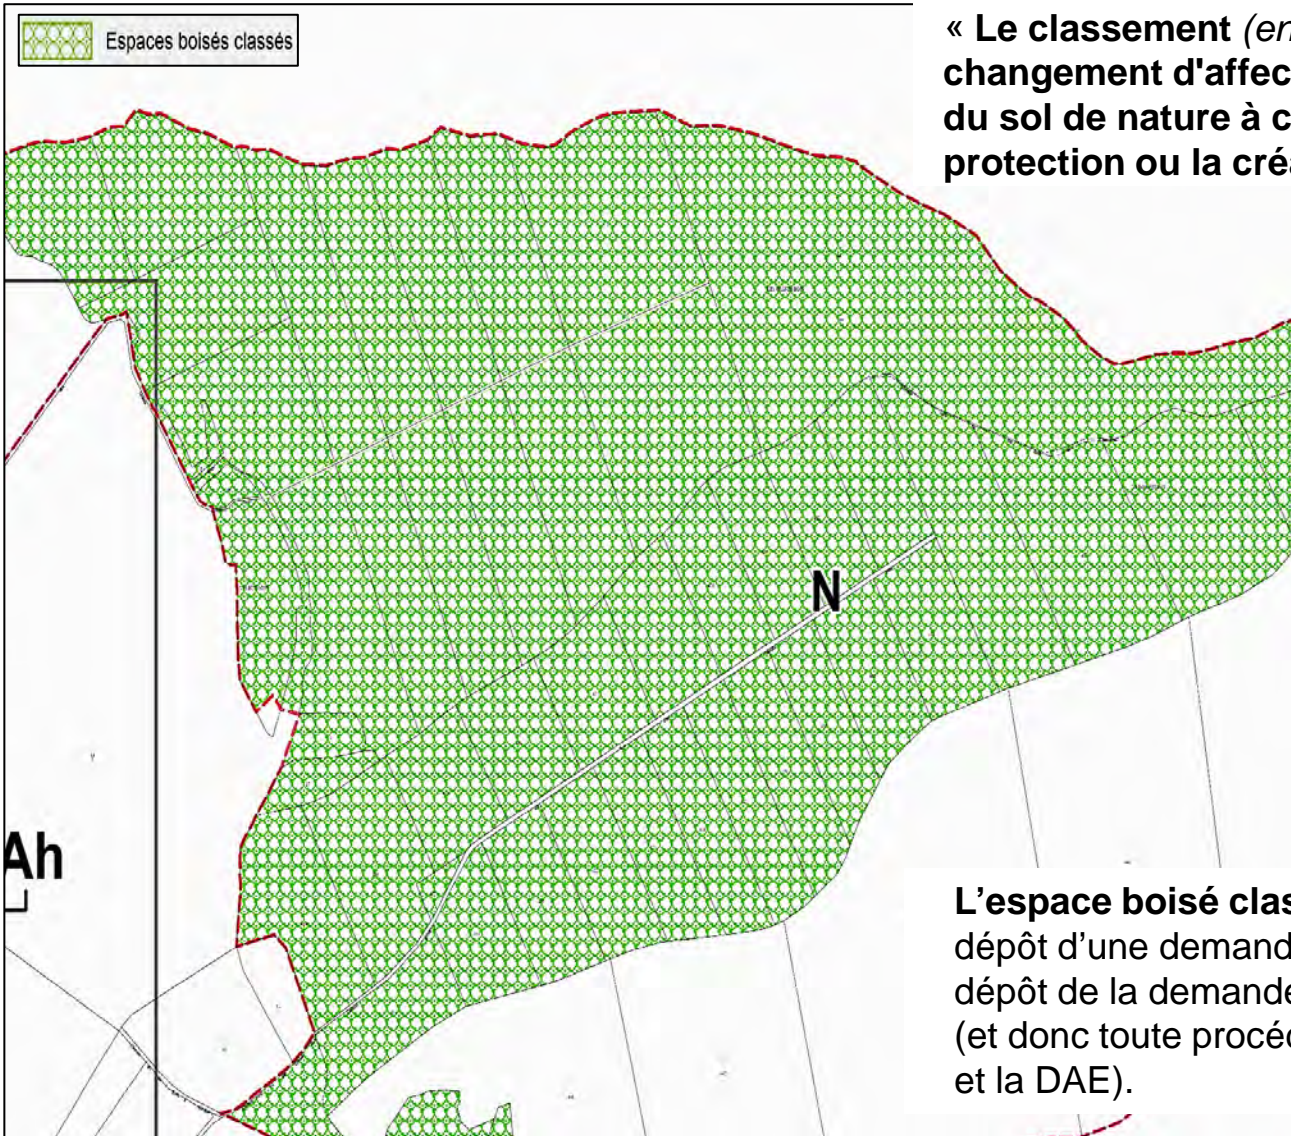 Espaces boisés classés
« Le classement (en
changement d'affec
du sol de nature à c
protection ou la créa
N
Ah
L’espace boisé clas
dépôt d’une demand
dépôt de la demande
(et donc toute procéd
et la DAE).